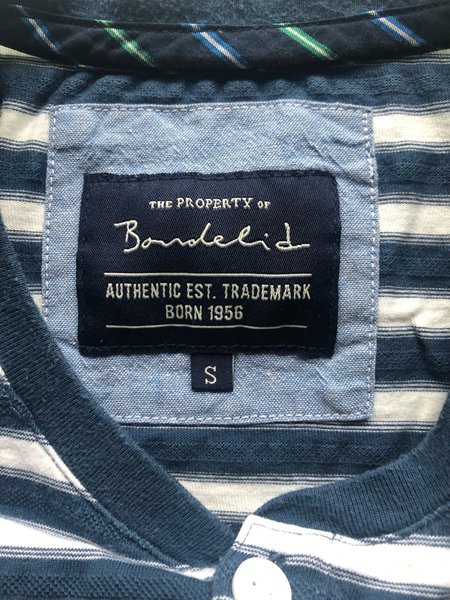 THE PROPERTY OF
Bondelid
AUTHENTIC EST. TRADEMARK
BORN 1956
S